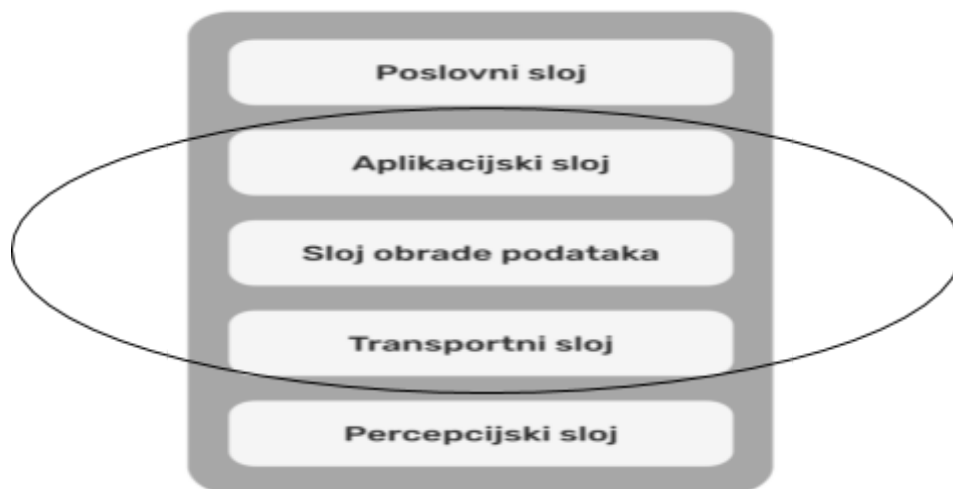 Poslovni sloj
Aplikacijski sloj
Sloj obrade podataka
Transportni sloj
Percepcijski sloj